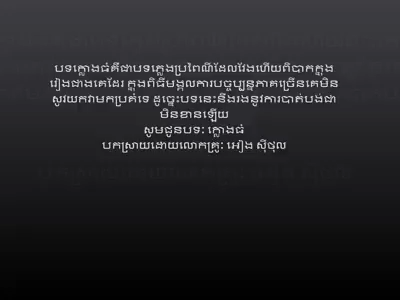 បទក្លោងធំគឺជាបទភ្លេងប្រពៃណីដែលវែងហើយពិបាកក្នុង
រៀងជាងគេដែរ ក្នុងពិធីមង្គលការបច្ចុប្បន្នភាគច្រើនគេមិន
សូវយកវាមកប្រគំទេ ដូច្នេះបទនេះនឹងរងនូវការបាត់បង់ជា
មិនខានឡើយ
សូមជូនបទ: ក្លោងធំ
បកស្រាយដោយលោកគ្រូ: អៀង ស៊ីថុល